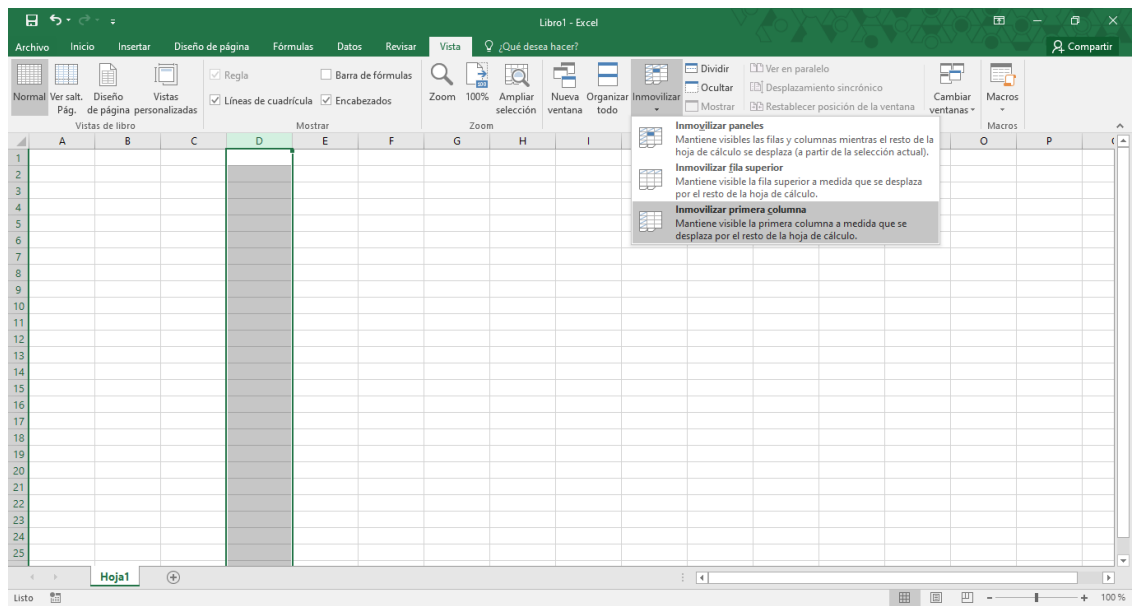 Libro1 - Excel
Archivo Inicio Insertar Diseño de página Fórmulas Datos Revisar Vista ¿Qué desea hacer? Compartir
Normal Ver salt. Pág. Diseño de página Vistas personalizadas
Vistas de libro
Regla Barra de fórmulas
Líneas de cuadrícula Encabezados
Mostrar
Zoom 100% Ampliar selección
Zoom
Nueva ventana Organizar todo Inmovilizar
Dividir
Ocultar
Mostrar
Ver en paralelo
Desplazamiento sincrónico
Restablecer posición de la ventana
Cambiar ventanas
Macros
Macros
Inmovilizar paneles
Mantiene visibles las filas y columnas mientras el resto de la
hoja de cálculo se desplaza (a partir de la selección actual).
Inmovilizar fila superior
Mantiene visible la fila superior a medida que se desplaza
por el resto de la hoja de cálculo.
Inmovilizar primera columna
Mantiene visible la primera columna a medida que se
desplaza por el resto de la hoja de cálculo.
A B C D E F G H I O P
1
2
3
4
5
6
7
8
9
10
11
12
13
14
15
16
17
18
19
20
21
22
23
24
25
Hoja1
Listo
100 %